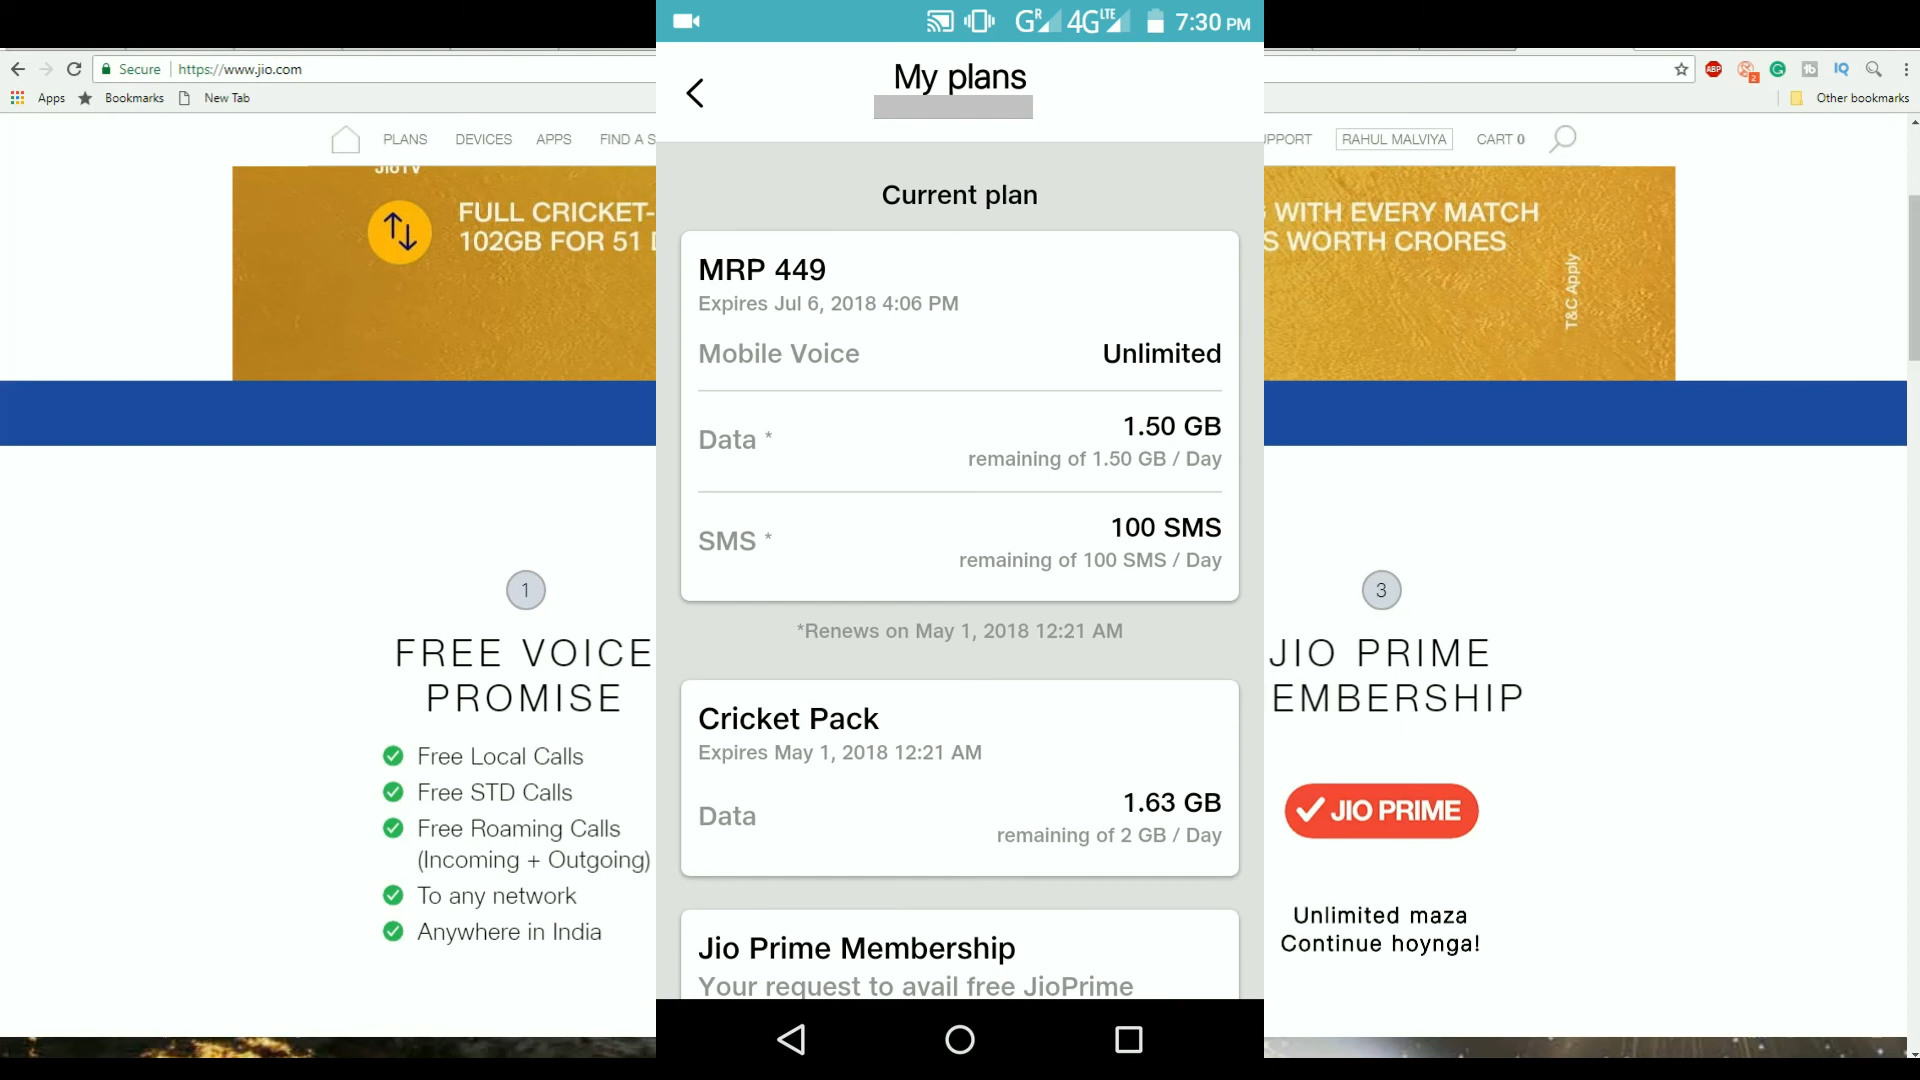 7:30 PM
G R 4G LTE
Secure https://www.jio.com
ABP 2 IQ
Apps Bookmarks New Tab Other bookmarks
My plans
PLANS DEVICES APPS FIND A S
PPORT RAHUL MALVIYA CART 0
JIOTV
FULL CRICKET-
102GB FOR 51 D
WITH EVERY MATCH
S WORTH CRORES
T&C Apply
Current plan
MRP 449
Expires Jul 6, 2018 4:06 PM
Mobile Voice Unlimited
Data * 1.50 GB
remaining of 1.50 GB / Day
SMS * 100 SMS
remaining of 100 SMS / Day
*Renews on May 1, 2018 12:21 AM
Cricket Pack
Expires May 1, 2018 12:21 AM
Data 1.63 GB
remaining of 2 GB / Day
Jio Prime Membership
Your request to avail free JioPrime
1
FREE VOICE
PROMISE
Free Local Calls
Free STD Calls
Free Roaming Calls
(Incoming + Outgoing)
To any network
Anywhere in India
3
JIO PRIME
EMBERSHIP
JIO PRIME
Unlimited maza
Continue hoynga!